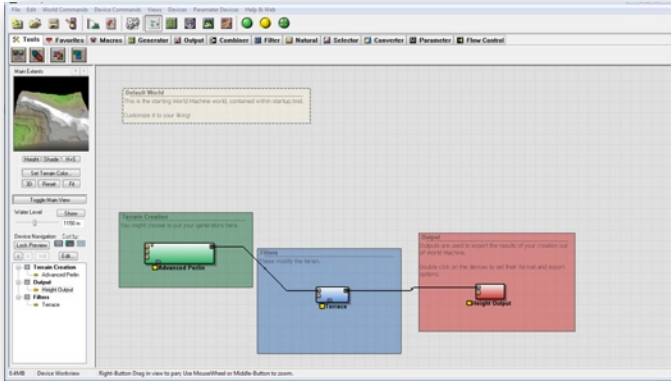 File Edit World Commands Device Commands Views Devices Parameter Devices Help & Web
Tools Favorites Macros Generator Output Combiner Filter Natural Selector Converter Parameter Flow Control
Main Extents
Height Shade H+S
Set Terrain Color...
3D Reset Fit
Toggle Main View
Water Level Show
1150 m
Device Navigation Sort by:
Lock Preview
Edit...
Terrain Creation
Advanced Perlin
Output
Height Output
Filters
Terrace
Default World
This is the starting World Machine world, contained within startup.tmd.
Customize it to your liking!
Terrain Creation
You might choose to put your generators here.
Advanced Perlin
Filters
These modify the terrain.
Terrace
Output
Outputs are used to export the results of your creation out
of World Machine.
Double click on the devices to set their format and export
options.
Height Output
0.4MB Device Workview Right-Button Drag in view to pan; Use MouseWheel or Middle-Button to zoom.